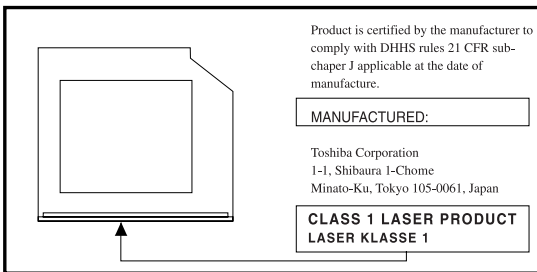 Product is certified by the manufacturer to
comply with DHHS rules 21 CFR sub-
chaper J applicable at the date of
manufacture.
MANUFACTURED:
Toshiba Corporation
1-1, Shibaura 1-Chome
Minato-Ku, Tokyo 105-0061, Japan
CLASS 1 LASER PRODUCT
LASER KLASSE 1